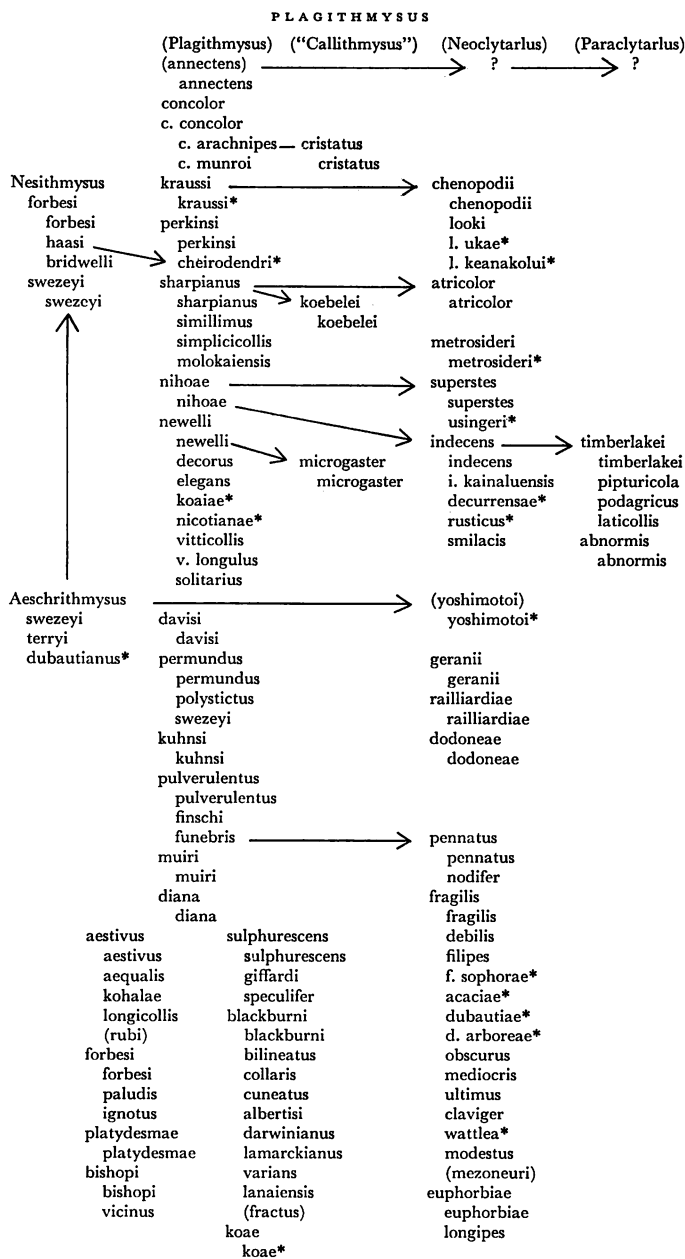 PLAGITHMYSUS
(Plagithmysus) ("Callithmysus") (Neoclytarlus) (Paraclytarlus)
(annectens) ? ?
annectens
concolor
c. concolor
c. arachnipes — cristatus
c. munroi cristatus
Nesithmysus kraussi chenopodii
forbesi kraussi* chenopodii
forbesi perkinsi looki
haasi perkinsi l. ukae*
bridwelli cheirodendri* l. keanakolui*
swezeyi sharpianus atricolor
swezeyi sharpianus koebelei atricolor
simillimus koebelei
simplicicollis metrosideri
molokaiensis metrosideri*
nihoae superstes
nihoae superstes
newelli usingeri*
newelli indecens timberlakei
decorus microgaster indecens timberlakei
elegans microgaster i. kainaluensis pipturicola
koaiae* decurrensae* podagricus
nicotianae* rusticus* laticollis
vitticollis smilacis abnormis
v. longulus abnormis
solitarius
Aeschrithmysus (yoshimotoi)
swezeyi davisi yoshimotoi*
terryi davisi
dubautianus* permundus geranii
permundus geranii
polystictus railliardiae
swezeyi railliardiae
kuhnsi dodoneae
kuhnsi dodoneae
pulverulentus
pulverulentus
finschi
funebris pennatus
muiri pennatus
muiri nodifer
diana fragilis
diana fragilis
aestivus sulphurescens debilis
aestivus sulphurescens filipes
aequalis giffardi f. sophorae*
kohalae speculifer acaciae*
longicollis blackburni dubautiae*
(rubi) blackburni d. arboreae*
forbesi bilineatus obscurus
forbesi collaris mediocris
paludis cuneatus ultimus
ignotus albertisi claviger
platydesmae darwinianus wattlea*
platydesmae lamarckianus modestus
bishopi varians (mezoneuri)
bishopi lanaiensis euphorbiae
vicinus (fractus) euphorbiae
koae longipes
koae*